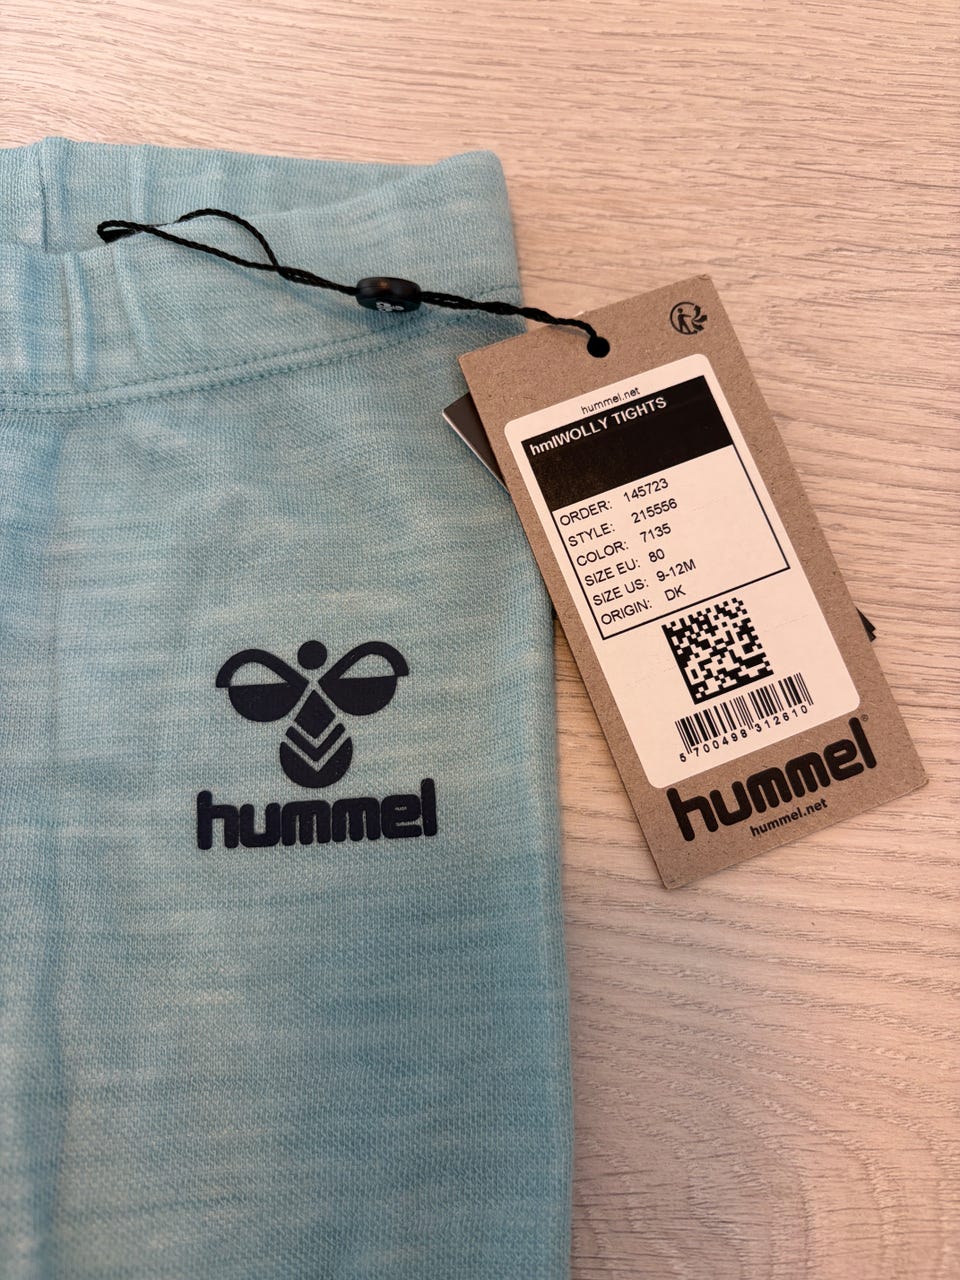 hummel.net
hmlWOLLY TIGHTS
ORDER: 145723
STYLE: 215556
COLOR: 7135
SIZE EU: 80
SIZE US: 9-12M
ORIGIN: DK
5 700498 312610
hummel®
hummel.net
hummel